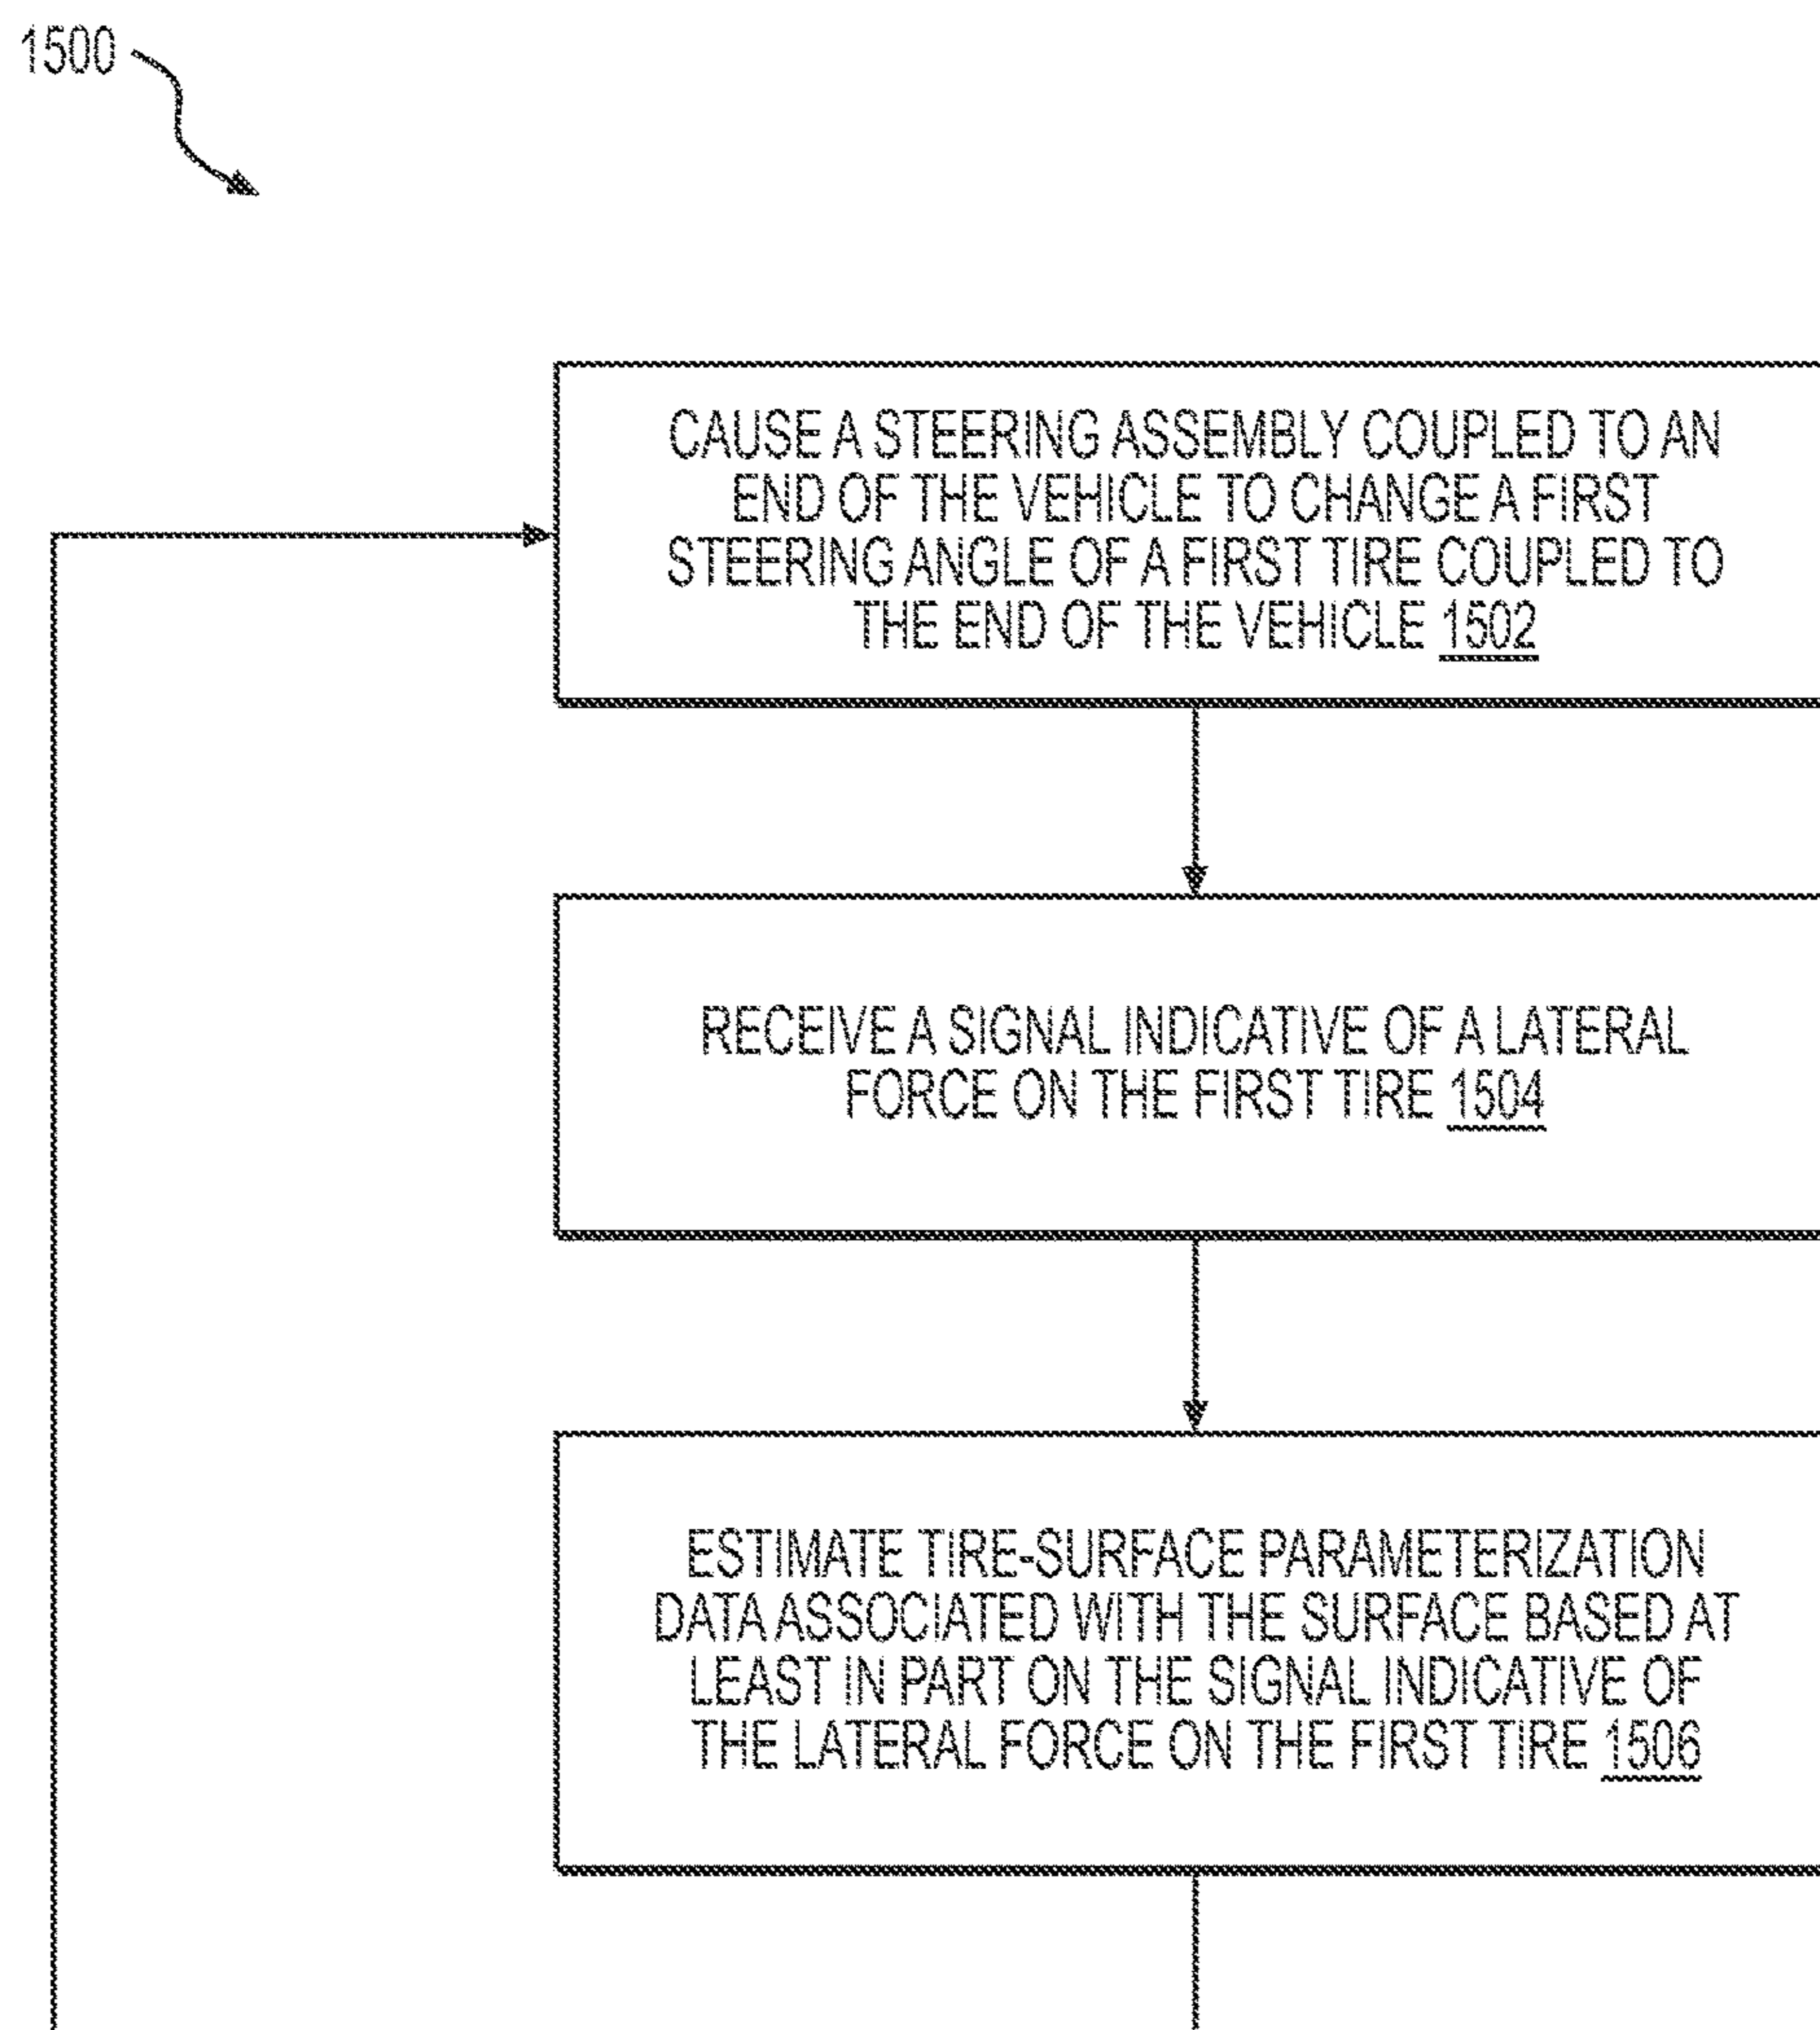 1500
CAUSE A STEERING ASSEMBLY COUPLED TO AN
END OF THE VEHICLE TO CHANGE A FIRST
STEERING ANGLE OF A FIRST TIRE COUPLED TO
THE END OF THE VEHICLE 1502
RECEIVE A SIGNAL INDICATIVE OF A LATERAL
FORCE ON THE FIRST TIRE 1504
ESTIMATE TIRE-SURFACE PARAMETERIZATION
DATA ASSOCIATED WITH THE SURFACE BASED AT
LEAST IN PART ON THE SIGNAL INDICATIVE OF
THE LATERAL FORCE ON THE FIRST TIRE 1506